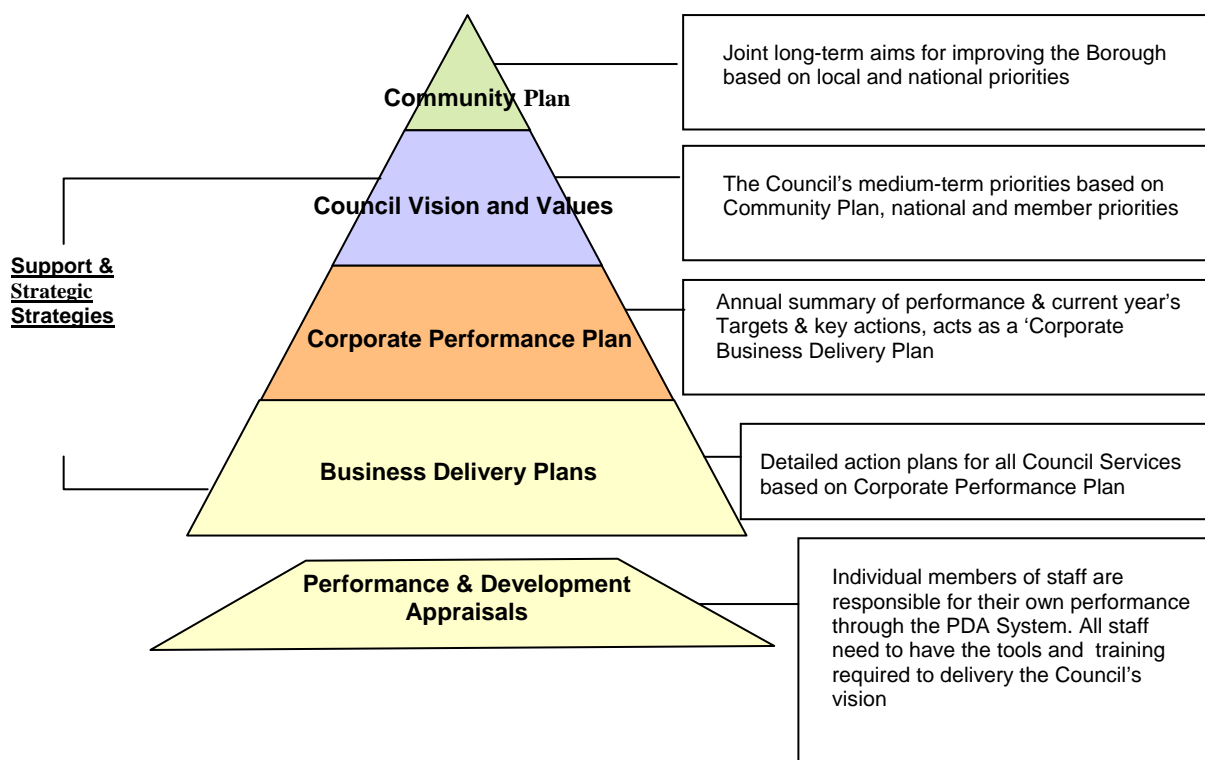 Community Plan
Joint long-term aims for improving the Borough
based on local and national priorities
Council Vision and Values
The Council’s medium-term priorities based on
Community Plan, national and member priorities
Support &
Strategic
Strategies
Corporate Performance Plan
Annual summary of performance & current year’s
Targets & key actions, acts as a ‘Corporate
Business Delivery Plan
Business Delivery Plans
Detailed action plans for all Council Services
based on Corporate Performance Plan
Performance & Development
Appraisals
Individual members of staff are
responsible for their own performance
through the PDA System. All staff
need to have the tools and  training
required to delivery the Council’s
vision